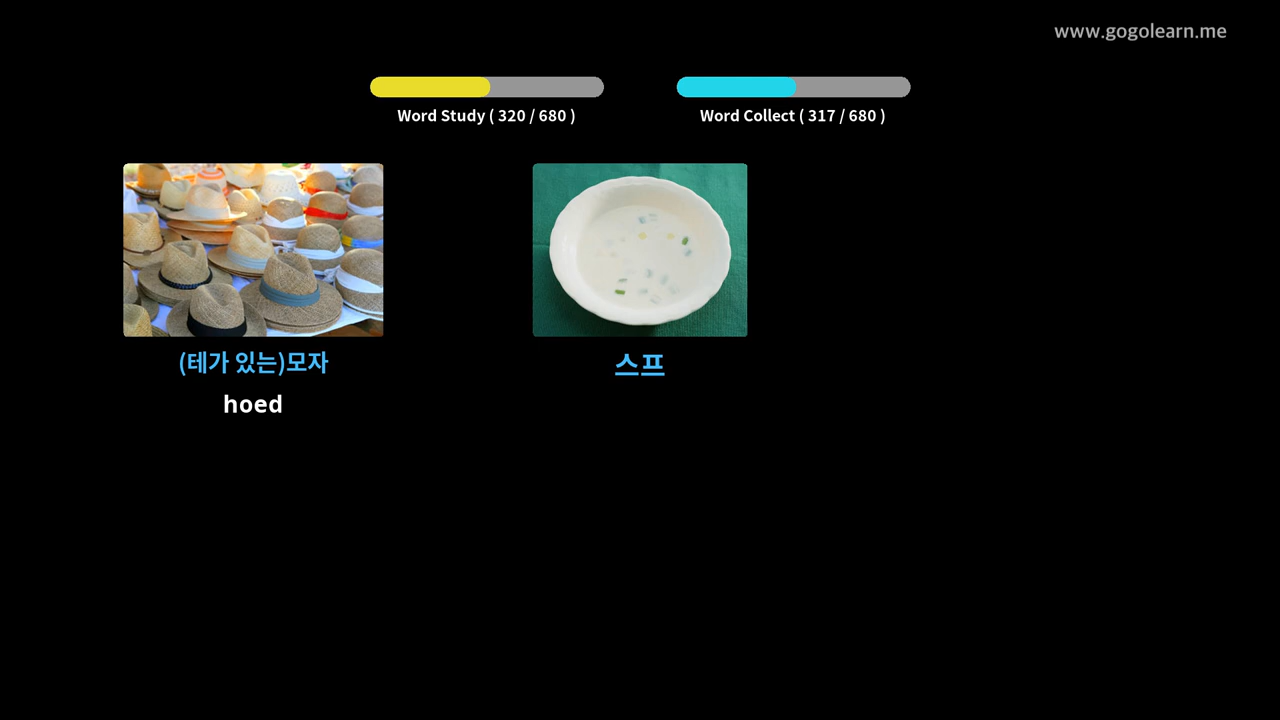 www.gogolearn.me
Word Study ( 320 / 680 )
Word Collect ( 317 / 680 )
(테가 있는)모자
hoed
스프